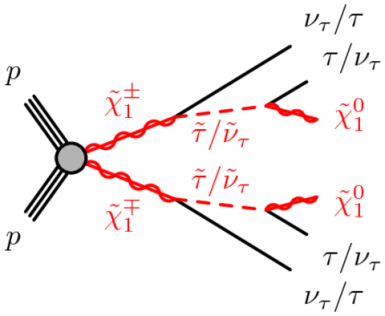 ν_τ/τ
p
τ/ν_τ
χ̃₁^±
χ̃₁⁰
τ̃/ν̃_τ
τ̃/ν̃_τ
χ̃₁⁰
χ̃₁^∓
p
τ/ν_τ
ν_τ/τ